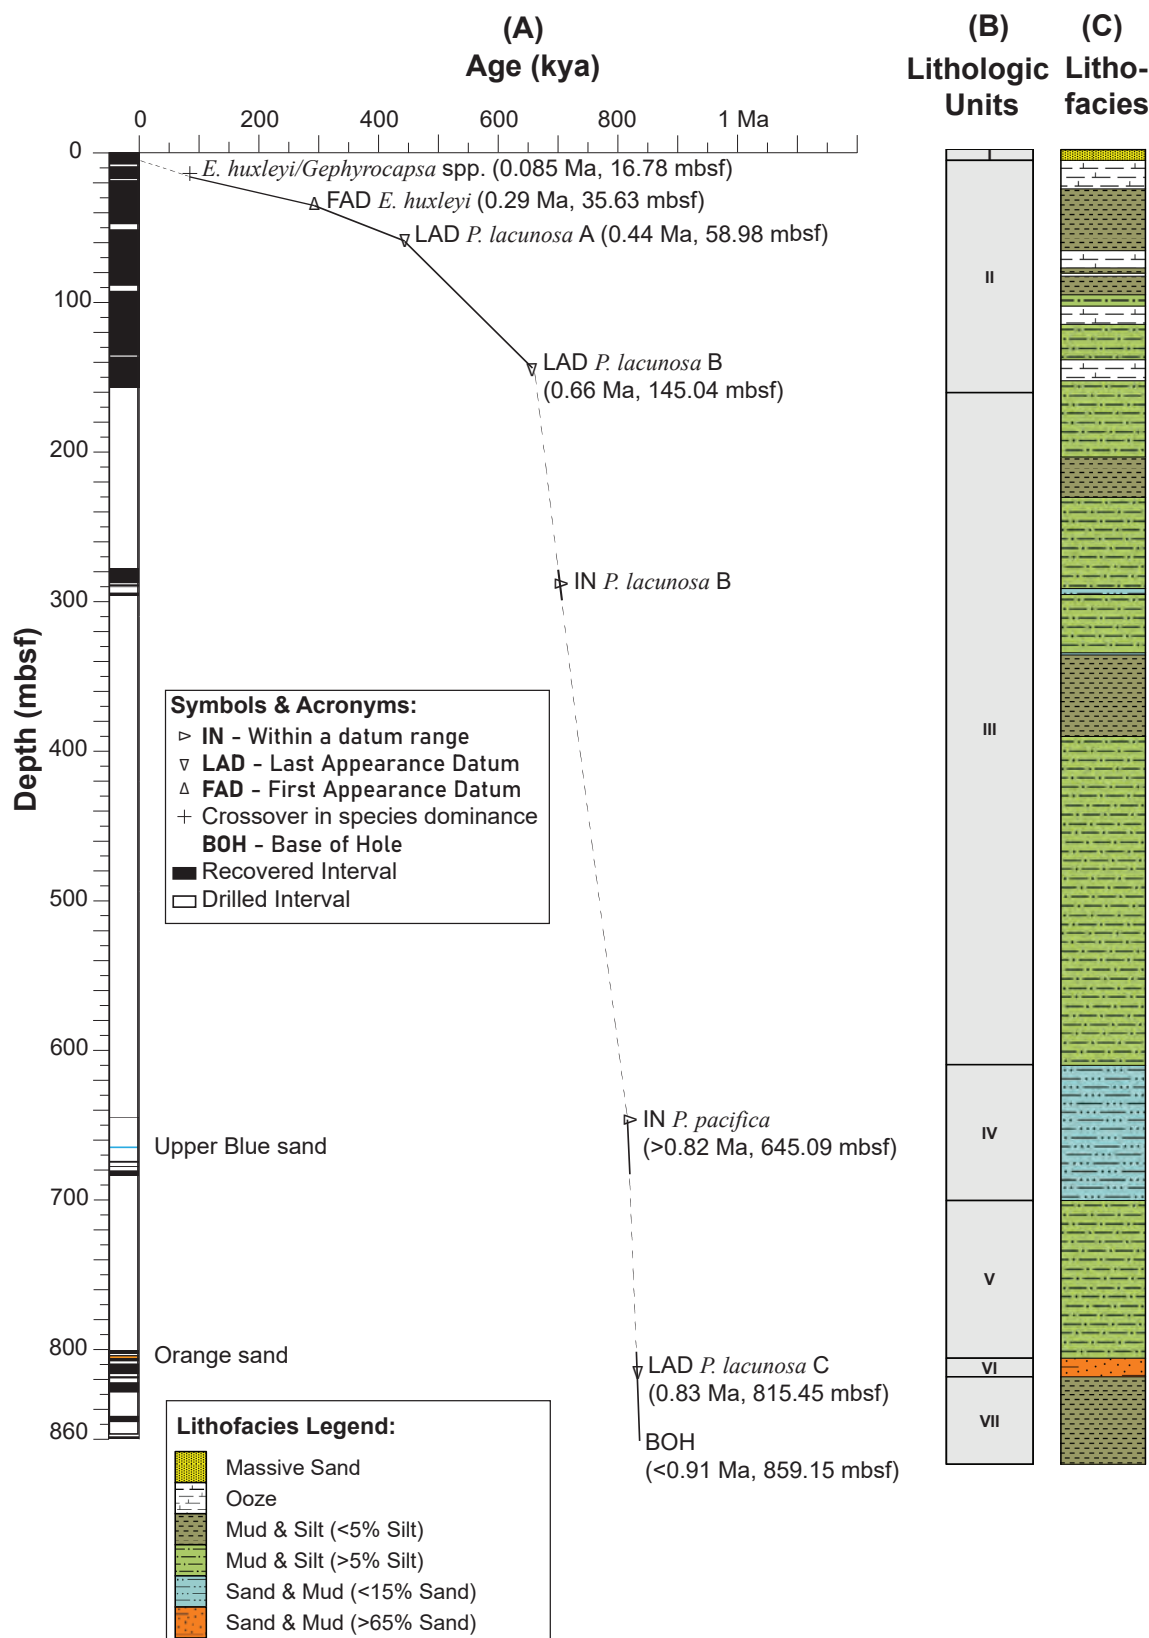 (A)
Age (kya)
(B)
Lithologic
Units
(C)
Litho-
facies
0 200 400 600 800 1 Ma
Depth (mbsf)
0
100
200
300
400
500
600
700
800
860
E. huxleyi/Gephyrocapsa spp. (0.085 Ma, 16.78 mbsf)
FAD E. huxleyi (0.29 Ma, 35.63 mbsf)
LAD P. lacunosa A (0.44 Ma, 58.98 mbsf)
LAD P. lacunosa B
(0.66 Ma, 145.04 mbsf)
IN P. lacunosa B
IN P. pacifica
(>0.82 Ma, 645.09 mbsf)
LAD P. lacunosa C
(0.83 Ma, 815.45 mbsf)
BOH
(<0.91 Ma, 859.15 mbsf)
Upper Blue sand
Orange sand
Symbols & Acronyms:
IN - Within a datum range
LAD - Last Appearance Datum
FAD - First Appearance Datum
Crossover in species dominance
BOH - Base of Hole
Recovered Interval
Drilled Interval
Lithofacies Legend:
Massive Sand
Ooze
Mud & Silt (<5% Silt)
Mud & Silt (>5% Silt)
Sand & Mud (<15% Sand)
Sand & Mud (>65% Sand)
I
II
III
IV
V
VI
VII